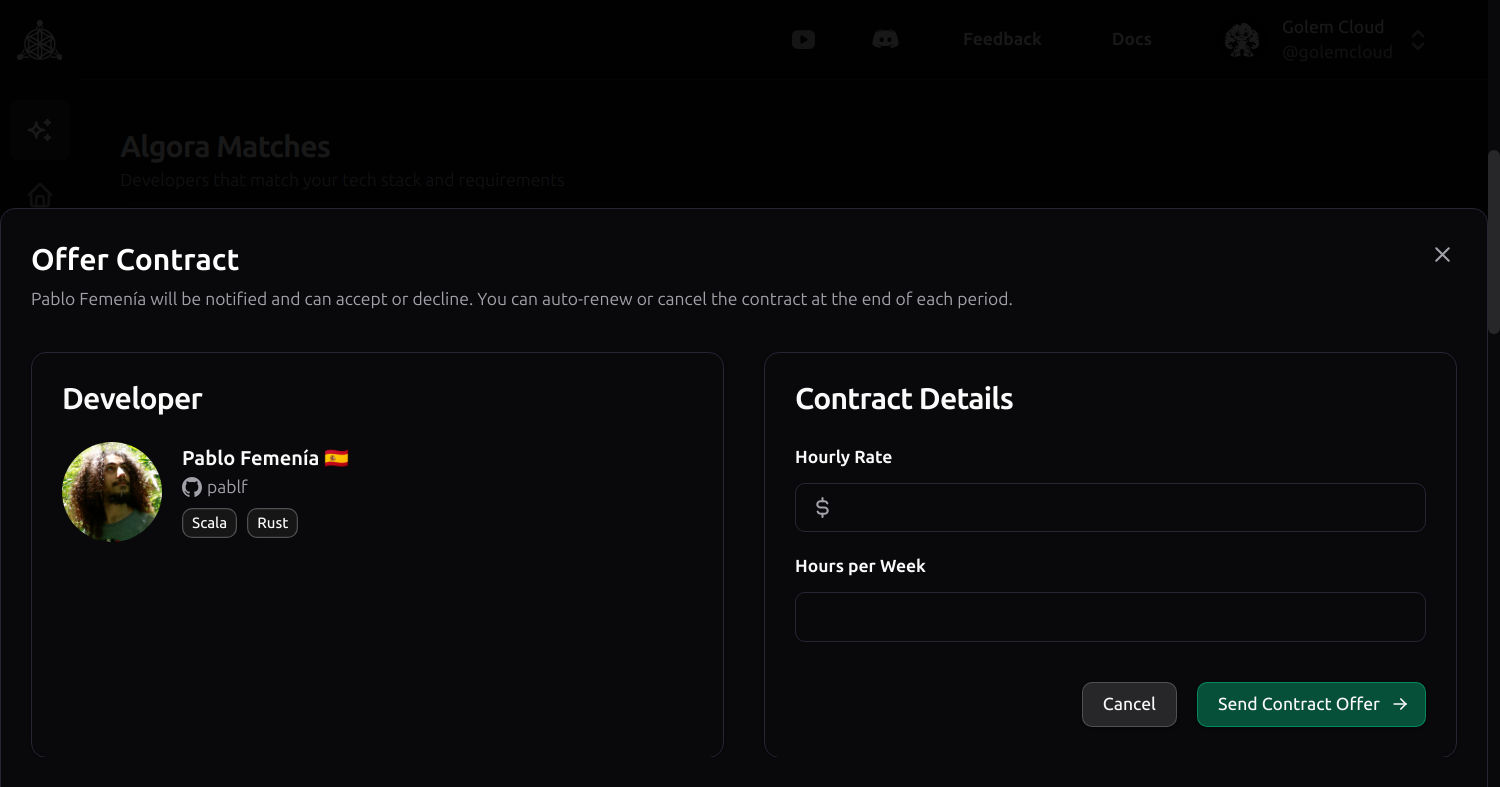 Feedback
Docs
Golem Cloud
@golemcloud
Algora Matches
Developers that match your tech stack and requirements
Offer Contract
Pablo Femenía will be notified and can accept or decline. You can auto-renew or cancel the contract at the end of each period.
Developer
Pablo Femenía 🇪🇸
pablf
Scala
Rust
Contract Details
Hourly Rate
$
Hours per Week
Cancel
Send Contract Offer →